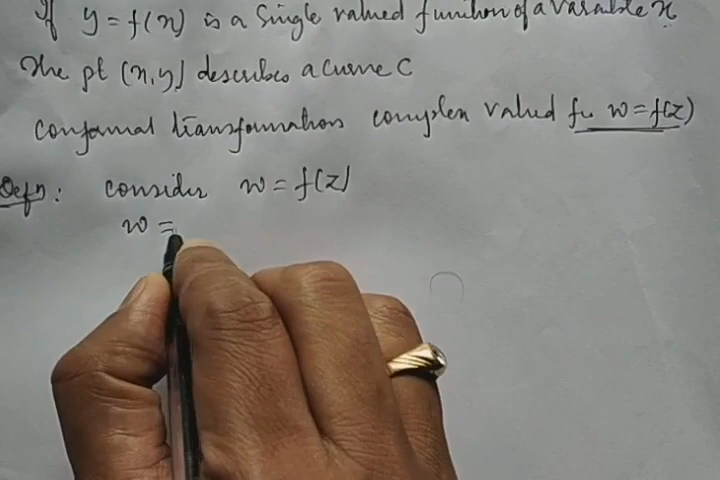 If y = f(x) is a single valued function of a variable x
The pt (x, y) describes a curve C
Conformal transformation complex valued fn w = f(z)
Defn: consider w = f(z)
w =